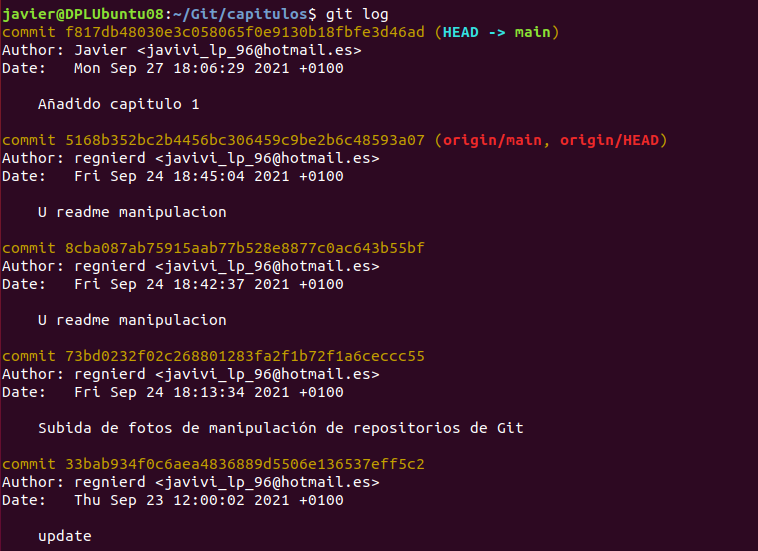 javier@DPLUbuntu08:~/Git/capitulos$ git log
commit f817db48030e3c058065f0e9130b18fbfe3d46ad (HEAD -> main)
Author: Javier <javivi_lp_96@hotmail.es>
Date:   Mon Sep 27 18:06:29 2021 +0100
    Añadido capitulo 1
commit 5168b352bc2b4456bc306459c9be2b6c48593a07 (origin/main, origin/HEAD)
Author: regnierd <javivi_lp_96@hotmail.es>
Date:   Fri Sep 24 18:45:04 2021 +0100
    U readme manipulacion
commit 8cba087ab75915aab77b528e8877c0ac643b55bf
Author: regnierd <javivi_lp_96@hotmail.es>
Date:   Fri Sep 24 18:42:37 2021 +0100
    U readme manipulacion
commit 73bd0232f02c268801283fa2f1b72f1a6ceccc55
Author: regnierd <javivi_lp_96@hotmail.es>
Date:   Fri Sep 24 18:13:34 2021 +0100
    Subida de fotos de manipulación de repositorios de Git
commit 33bab934f0c6aea4836889d5506e136537eff5c2
Author: regnierd <javivi_lp_96@hotmail.es>
Date:   Thu Sep 23 12:00:02 2021 +0100
    update